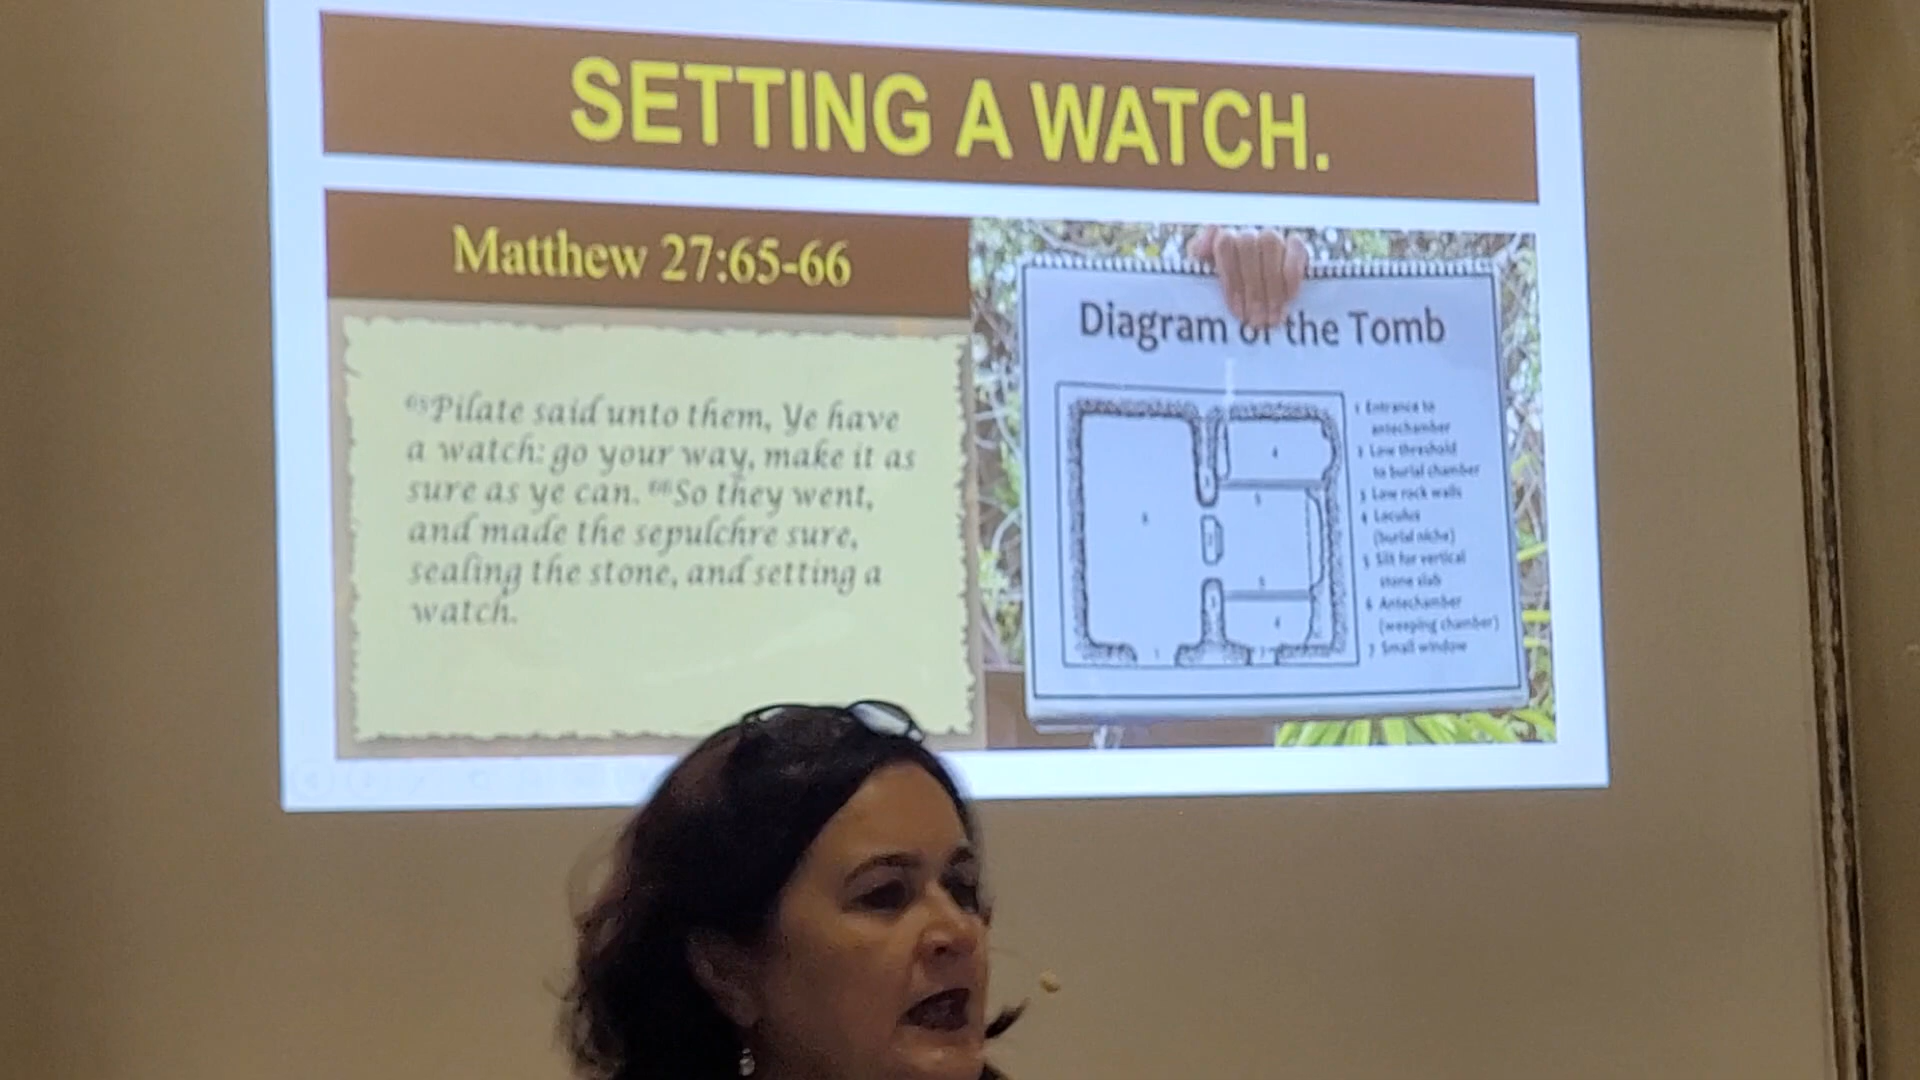 SETTING A WATCH.
Matthew 27:65-66
⁶⁵Pilate said unto them, Ye have
a watch: go your way, make it as
sure as ye can. ⁶⁶So they went,
and made the sepulchre sure,
sealing the stone, and setting a
watch.
Diagram of the Tomb
1 Entrance to
antechamber
2 Low threshold
to burial chamber
3 Low rock walls
4 Loculus
(burial niche)
5 Slit for vertical
stone slab
6 Antechamber
(weeping chamber)
7 Small window